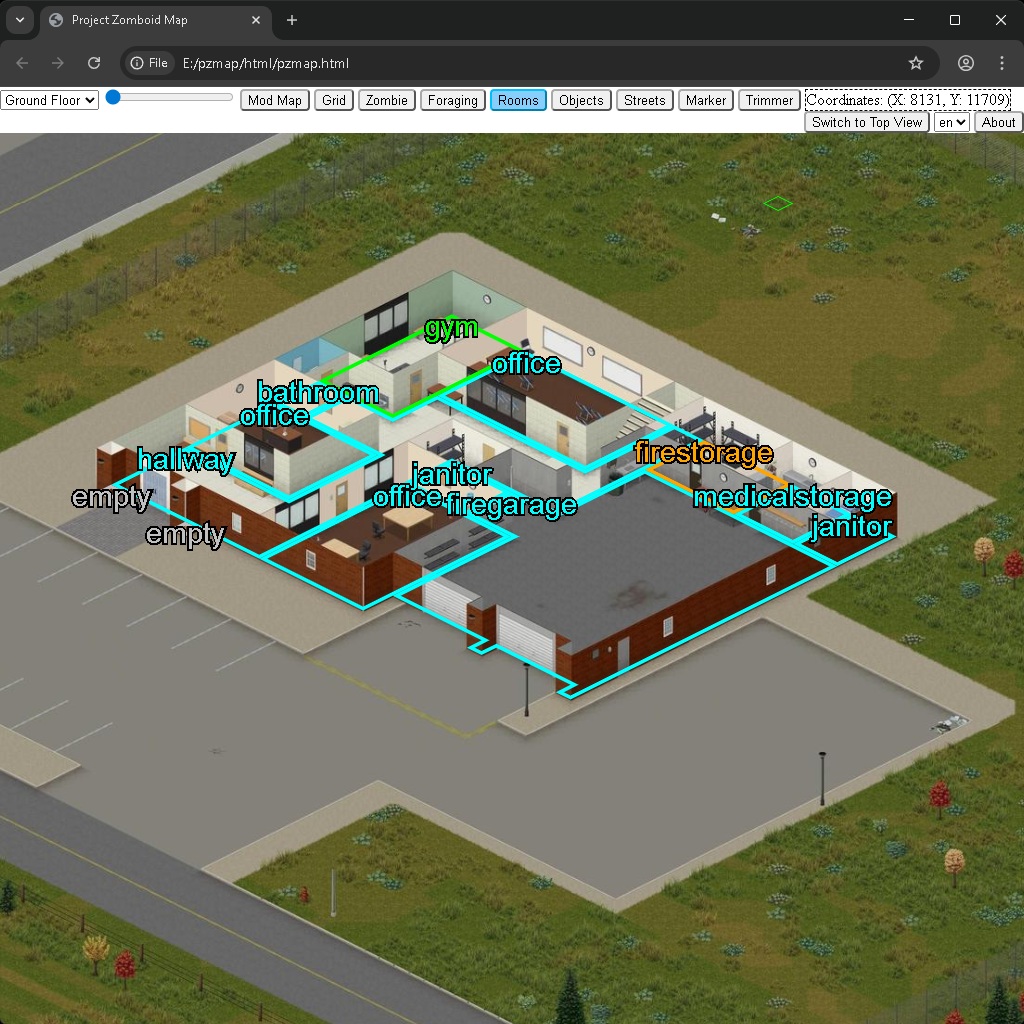 Project Zomboid Map
File E:/pzmap/html/pzmap.html
Ground Floor Mod Map Grid Zombie Foraging Rooms Objects Streets Marker Trimmer Coordinates: (X: 8131, Y: 11709)
Switch to Top View en About
gym
office
bathroom
office
hallway
firestorage
janitor
empty
office
firegarage
medicalstorage
janitor
empty